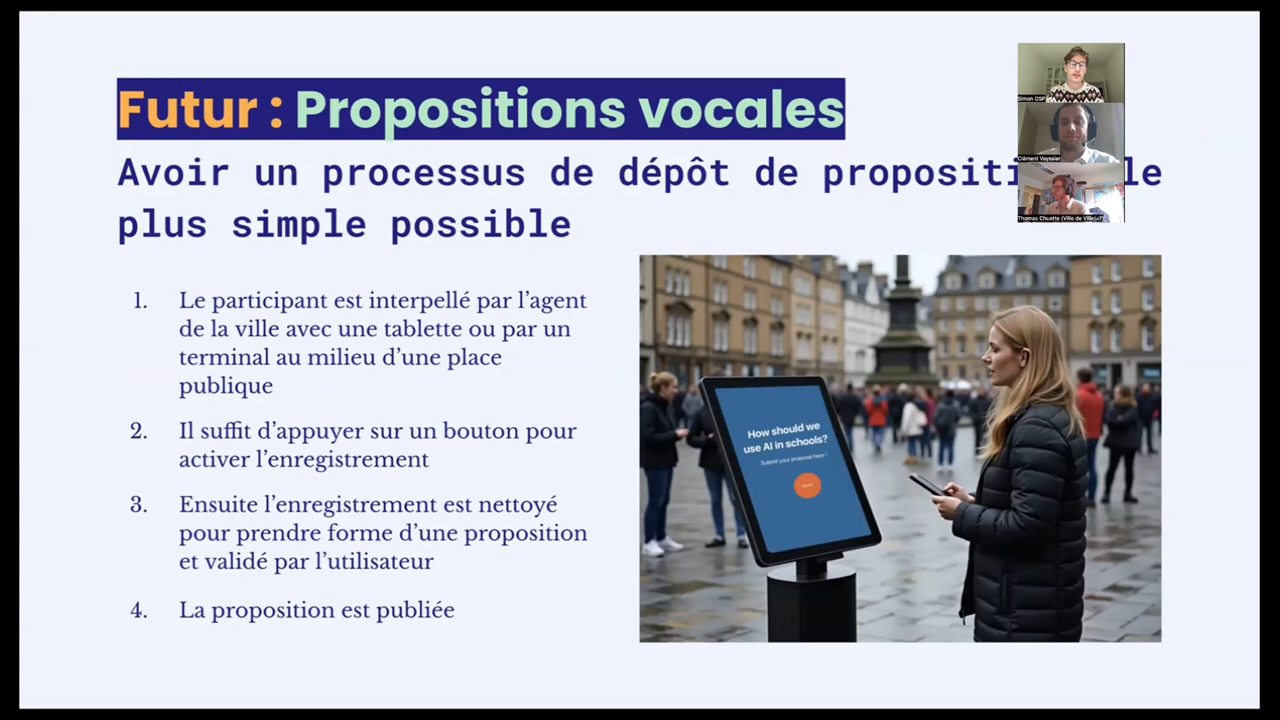 Futur : Propositions vocales
Avoir un processus de dépôt de propositi le
plus simple possible
1. Le participant est interpellé par l’agent
de la ville avec une tablette ou par un
terminal au milieu d’une place
publique
2. Il suffit d’appuyer sur un bouton pour
activer l’enregistrement
3. Ensuite l’enregistrement est nettoyé
pour prendre forme d’une proposition
et validé par l’utilisateur
4. La proposition est publiée
Simon OSP
Clément Vayssier
Thomas Chuotte (Ville de Villejuif)
How should we
use AI in schools?
Submit your proposal here !